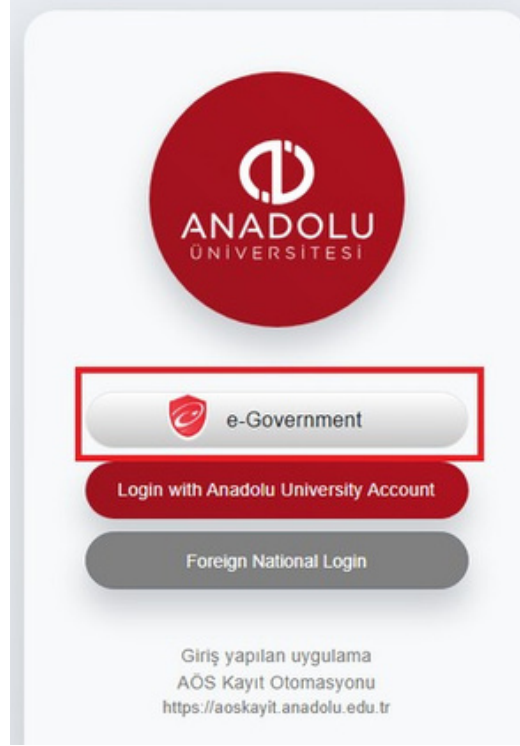 ANADOLU
ÜNİVERSİTESİ
e-Government
Login with Anadolu University Account
Foreign National Login
Giriş yapılan uygulama
AÖS Kayıt Otomasyonu
https://aoskayit.anadolu.edu.tr